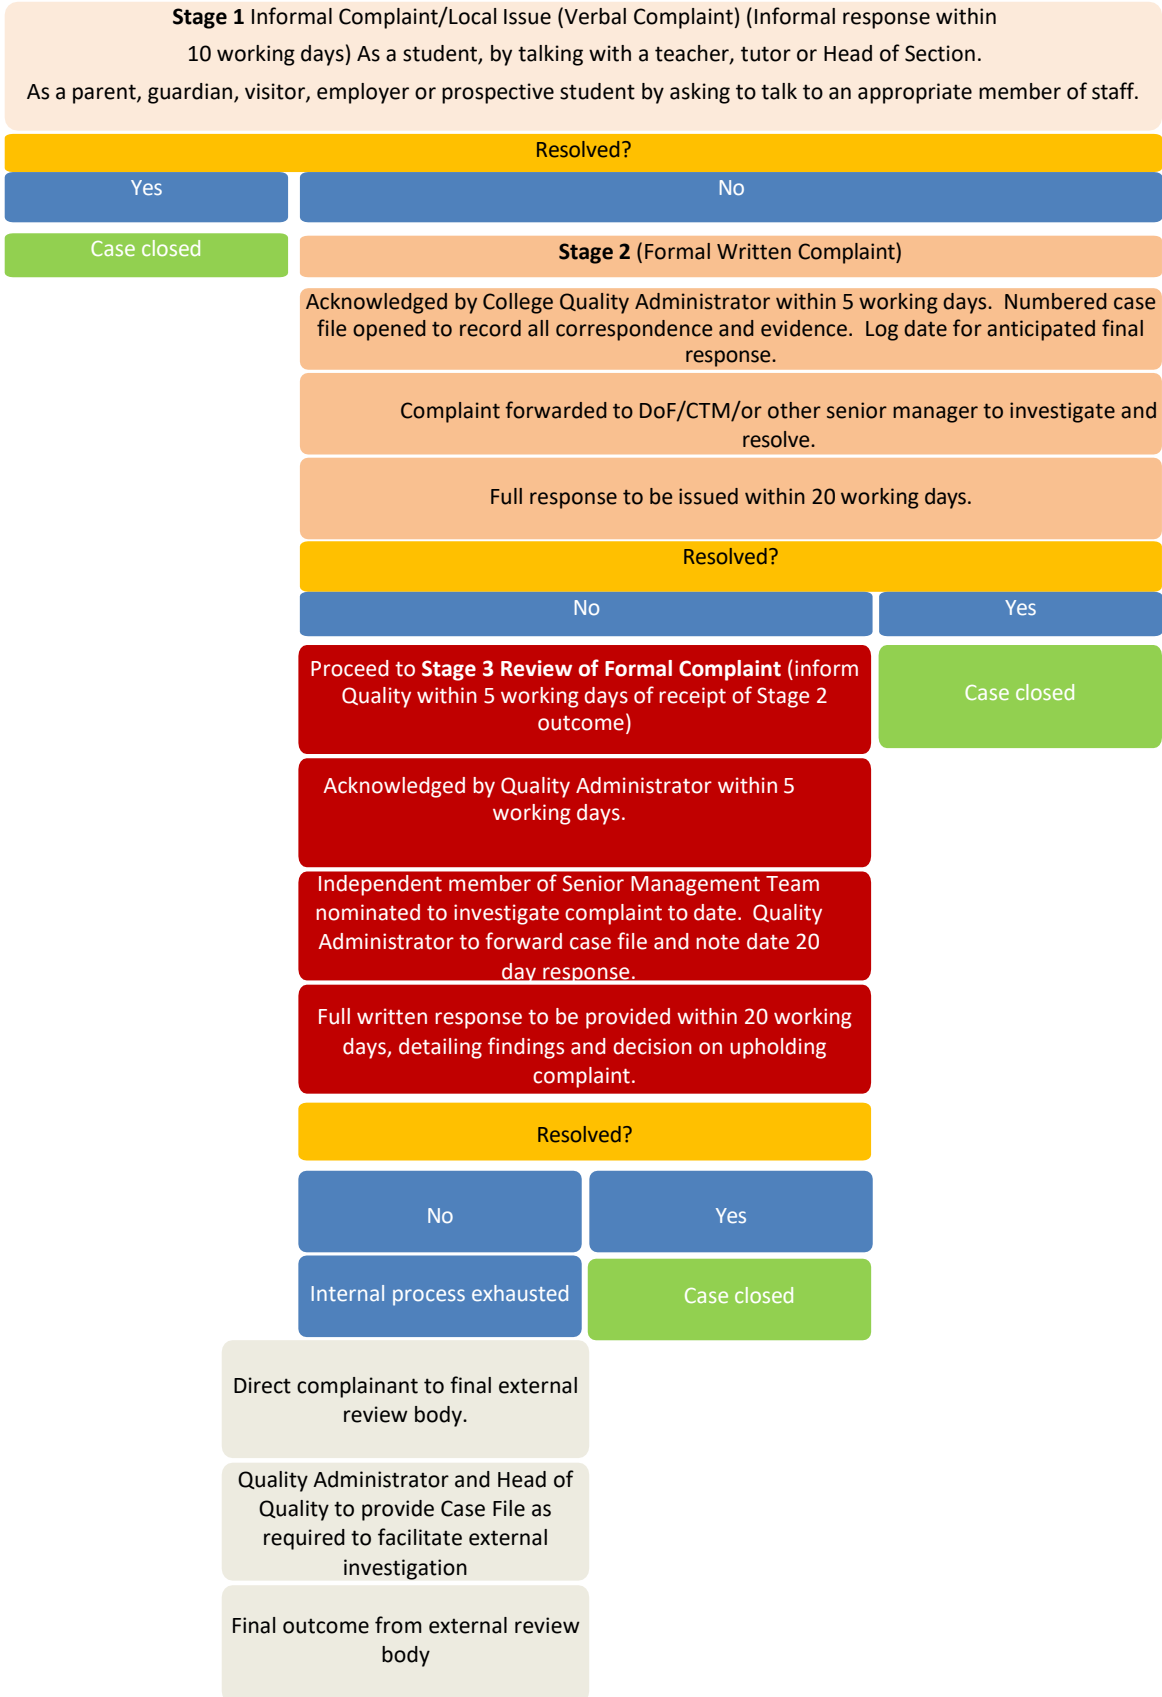 Stage 1 Informal Complaint/Local Issue (Verbal Complaint) (Informal response within
10 working days) As a student, by talking with a teacher, tutor or Head of Section.
As a parent, guardian, visitor, employer or prospective student by asking to talk to an appropriate member of staff.
Resolved?
Yes
No
Case closed
Stage 2 (Formal Written Complaint)
Acknowledged by College Quality Administrator within 5 working days. Numbered case
file opened to record all correspondence and evidence. Log date for anticipated final
response.
Complaint forwarded to DoF/CTM/or other senior manager to investigate and
resolve.
Full response to be issued within 20 working days.
Resolved?
No
Yes
Proceed to Stage 3 Review of Formal Complaint (inform
Quality within 5 working days of receipt of Stage 2
outcome)
Case closed
Acknowledged by Quality Administrator within 5
working days.
Independent member of Senior Management Team
nominated to investigate complaint to date. Quality
Administrator to forward case file and note date 20
day response.
Full written response to be provided within 20 working
days, detailing findings and decision on upholding
complaint.
Resolved?
No
Yes
Internal process exhausted
Case closed
Direct complainant to final external
review body.
Quality Administrator and Head of
Quality to provide Case File as
required to facilitate external
investigation
Final outcome from external review
body